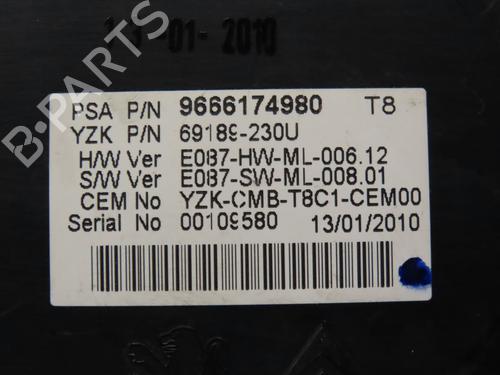 13-01-2010
PSA P/N 9666174980 T8
YZK P/N 69189-230U
H/W Ver E087-HW-ML-006.12
S/W Ver E087-SW-ML-008.01
CEM No YZK-CMB-T8C1-CEM00
Serial No 00109580 13/01/2010
B-PARTS